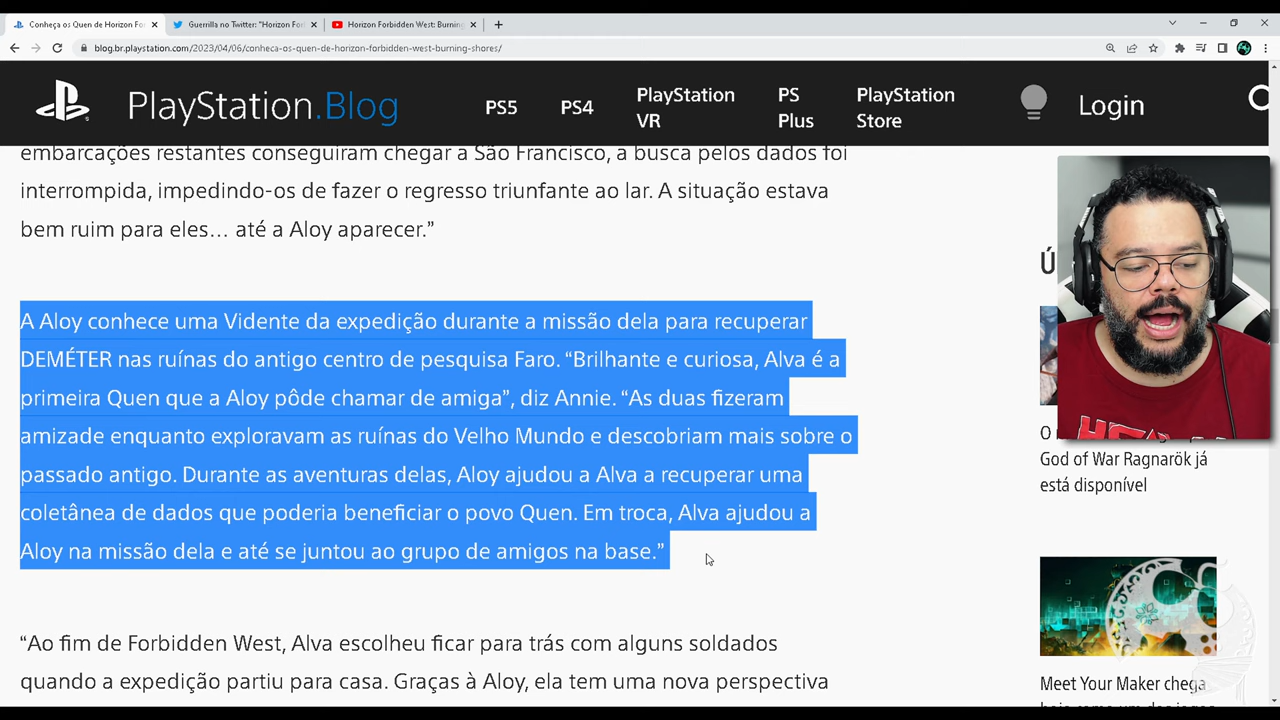 Conheça os Quen de Horizon For
Guerrilla no Twitter: "Horizon For
Horizon Forbidden West: Burning
blog.br.playstation.com/2023/04/06/conheca-os-quen-de-horizon-forbidden-west-burning-shores/
PlayStation.Blog
PS5
PS4
PlayStation VR
PS Plus
PlayStation Store
Login
embarcações restantes conseguiram chegar a São Francisco, a busca pelos dados foi
interrompida, impedindo-os de fazer o regresso triunfante ao lar. A situação estava
bem ruim para eles… até a Aloy aparecer.”
A Aloy conhece uma Vidente da expedição durante a missão dela para recuperar
DEMÉTER nas ruínas do antigo centro de pesquisa Faro. “Brilhante e curiosa, Alva é a
primeira Quen que a Aloy pôde chamar de amiga”, diz Annie. “As duas fizeram
amizade enquanto exploravam as ruínas do Velho Mundo e descobriam mais sobre o
passado antigo. Durante as aventuras delas, Aloy ajudou a Alva a recuperar uma
coletânea de dados que poderia beneficiar o povo Quen. Em troca, Alva ajudou a
Aloy na missão dela e até se juntou ao grupo de amigos na base.”
“Ao fim de Forbidden West, Alva escolheu ficar para trás com alguns soldados
quando a expedição partiu para casa. Graças à Aloy, ela tem uma nova perspectiva
Ú
O
God of War Ragnarök já
está disponível
Meet Your Maker chega